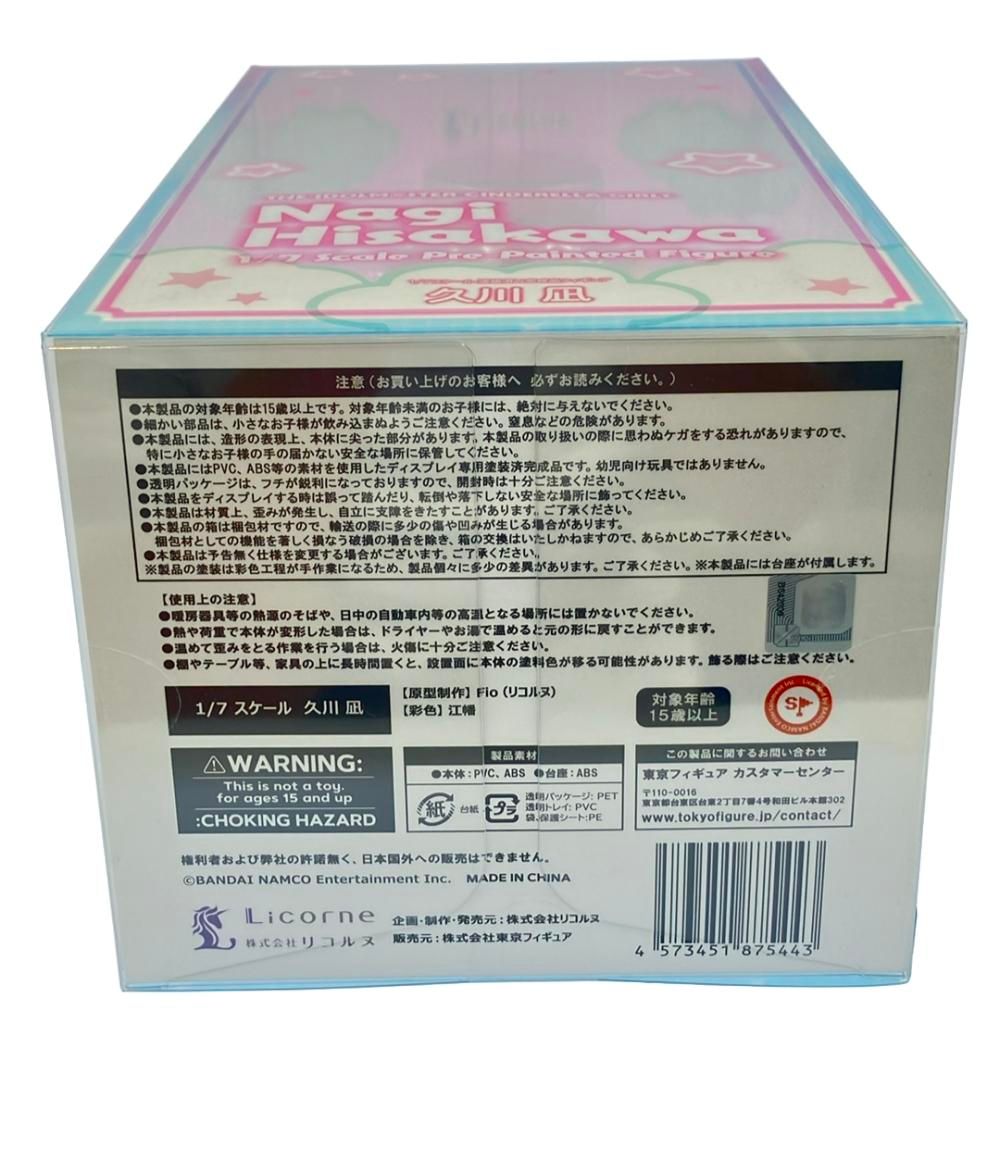 THE IDOLM@STER CINDERELLA GIRLS
Nagi
Hisakawa
1/7 Scale Pre-Painted Figure
久川 凪
注意（お買い上げのお客様へ 必ずお読みください。）
●本製品の対象年齢は15歳以上です。対象年齢未満のお子様には、絶対に与えないでください。
●細かい部品は、小さなお子様が飲み込まぬようご注意ください。窒息などの危険があります。
●本製品には、造形の表現上、本体に尖った部分があります。本製品の取り扱いの際に思わぬケガをする恐れがありますので、
特に小さなお子様の手の届かない安全な場所に保管してください。
●本製品にはPVC、ABS等の素材を使用したディスプレイ専用塗装済完成品です。幼児向け玩具ではありません。
●透明パッケージは、フチが鋭利になっておりますので、開封時は十分ご注意ください。
●本製品をディスプレイする時は誤って踏んだり、転倒や落下しない安全な場所に飾ってください。
●本製品は材質上、歪みが発生し、自立に支障をきたすことがあります。ご了承ください。
●本製品の箱は梱包材ですので、輸送の際に多少の傷や凹みが生じる場合があります。
梱包材としての機能を著しく損なう破損の場合を除き、箱の交換はいたしかねますので、あらかじめご了承ください。
●本製品は予告無く仕様を変更する場合がございます。ご了承ください。
※製品の塗装は彩色工程が手作業になるため、製品個々に多少の差異があります。ご了承ください。※本製品には台座が付属します。
【使用上の注意】
●暖房器具等の熱源のそばや、日中の自動車内等の高温となる場所には置かないでください。
●熱や荷重で本体が変形した場合は、ドライヤーやお湯で温めると元の形に戻すことができます。
●温めて歪みをとる作業を行う場合は、火傷に十分ご注意ください。
●棚やテーブル等、家具の上に長時間置くと、設置面に本体の塗料色が移る可能性があります。飾る際はご注意ください。
1/7 スケール 久川 凪
【原型制作】Fio（リコルヌ）
【彩色】江幡
対象年齢
15歳以上
⚠WARNING:
This is not a toy.
for ages 15 and up
:CHOKING HAZARD
製品素材
●本体：PVC、ABS ●台座：ABS
紙 台紙
プラ 透明パッケージ：PET
透明トレイ：PVC
袋、保護シート：PE
この製品に関するお問い合わせ
東京フィギュア カスタマーセンター
〒110-0016
東京都台東区台東2丁目7番4号和田ビル本館302
www.tokyofigure.jp/contact/
権利者および弊社の許諾無く、日本国外への販売はできません。
©BANDAI NAMCO Entertainment Inc. MADE IN CHINA
Licorne
株式会社リコルヌ
企画・制作・発売元：株式会社リコルヌ
販売元：株式会社東京フィギュア
4 573451 875443